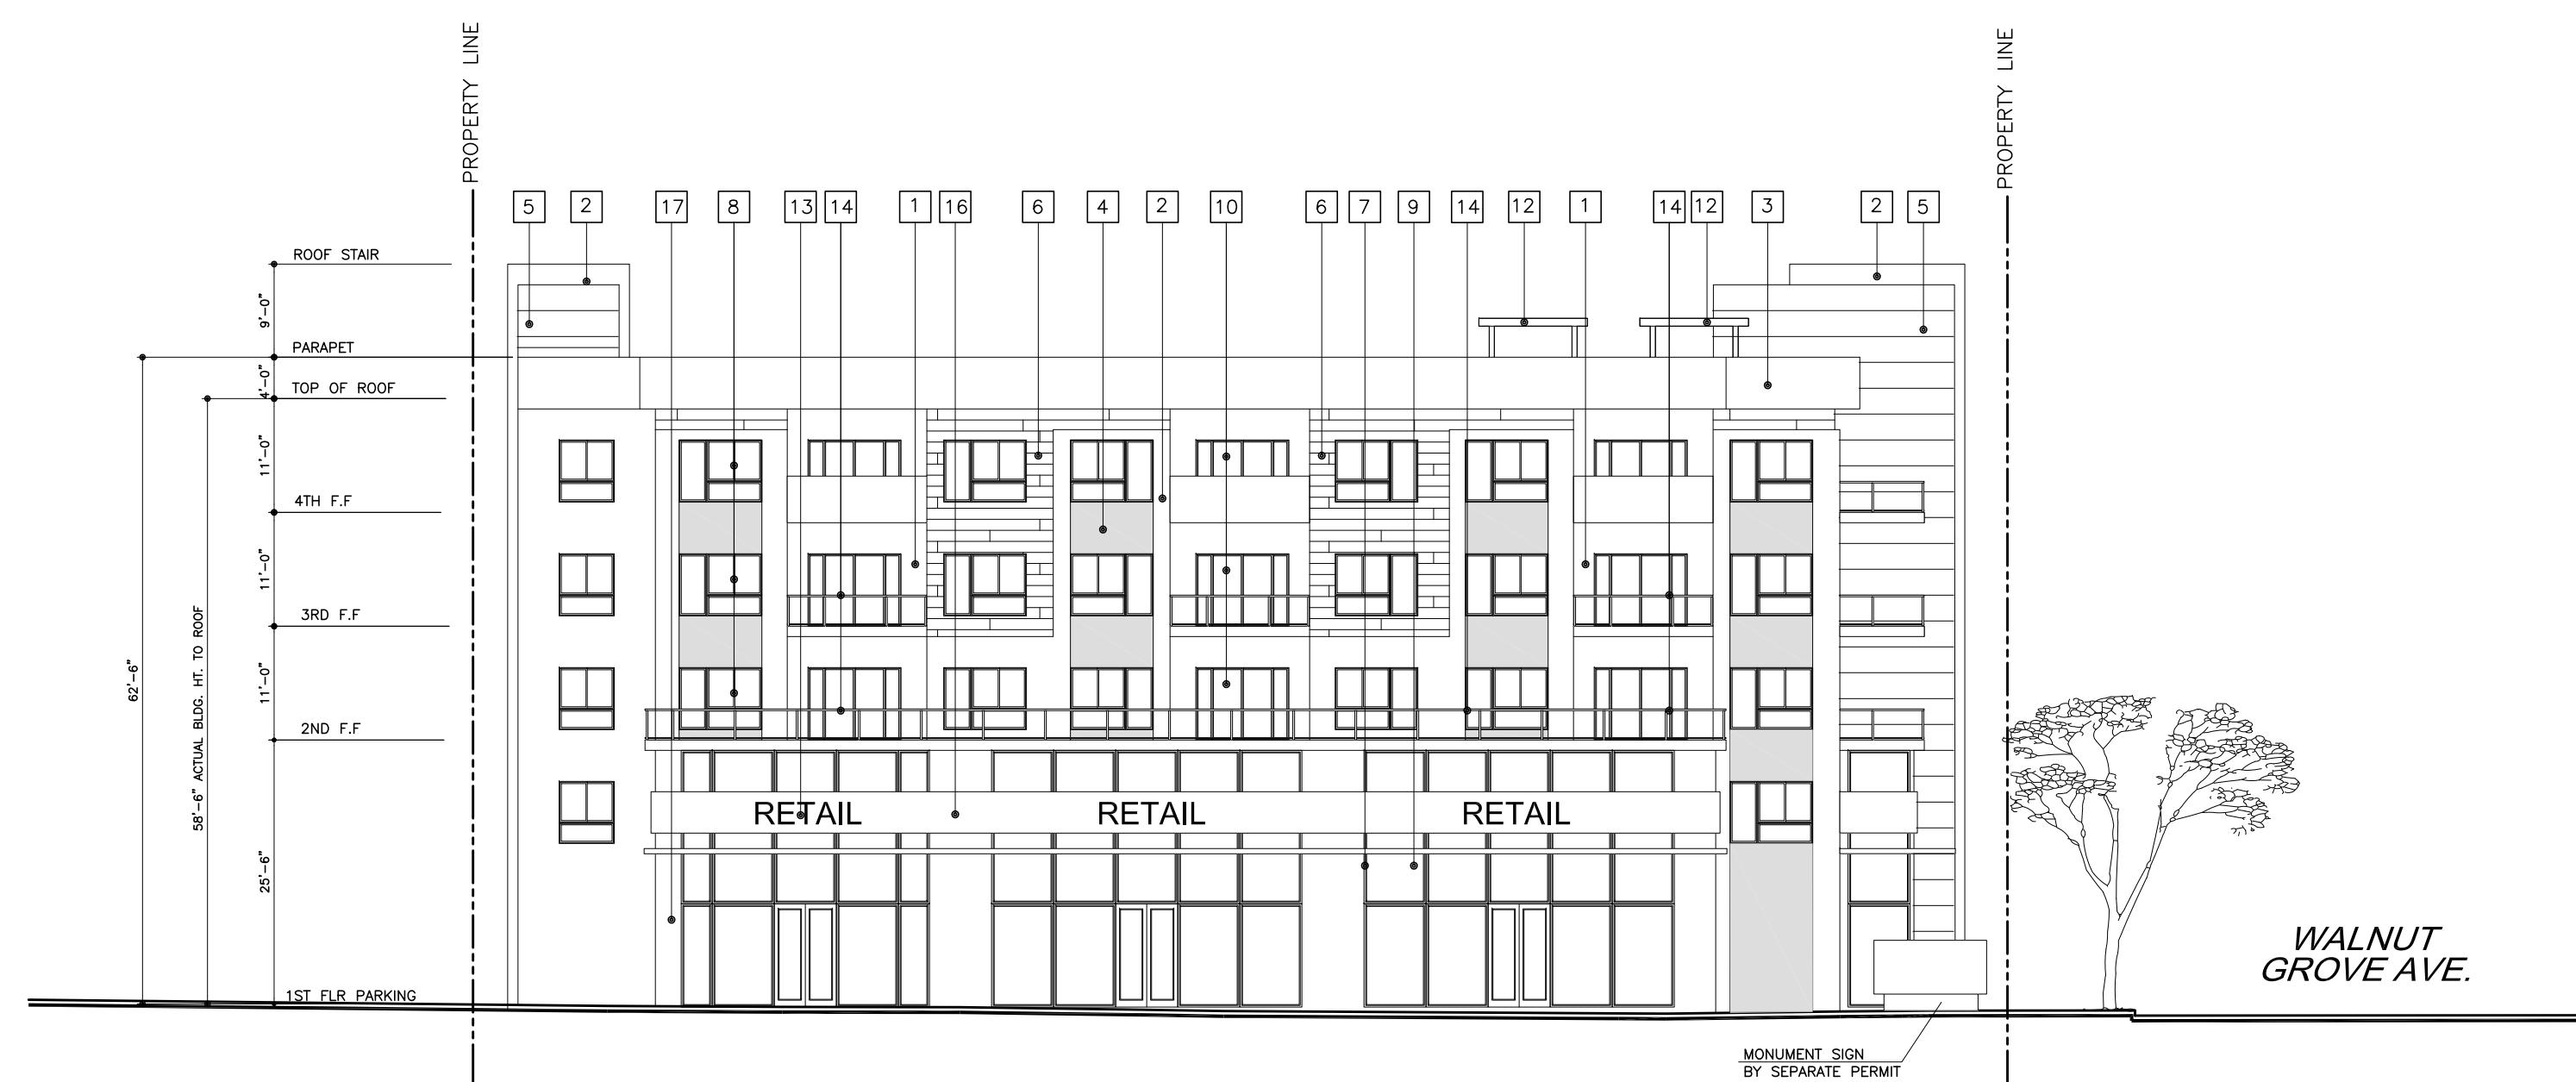 PROPERTY LINE
PROPERTY LINE
5 2 17 8 13 14 1 16 6 4 2 10 6 7 9 14 12 1 14 12 3 2 5
ROOF STAIR
9'-0"
PARAPET
4'-0"
TOP OF ROOF
11'-0"
4TH F.F
11'-0"
3RD F.F
11'-0"
2ND F.F
62'-6"
58'-6" ACTUAL BLDG. HT. TO ROOF
25'-6"
RETAIL RETAIL RETAIL
1ST FLR PARKING
WALNUT
GROVE AVE.
MONUMENT SIGN
BY SEPARATE PERMIT